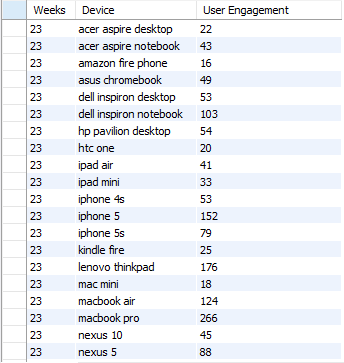 Weeks Device User Engagement
23 acer aspire desktop 22
23 acer aspire notebook 43
23 amazon fire phone 16
23 asus chromebook 49
23 dell inspiron desktop 53
23 dell inspiron notebook 103
23 hp pavilion desktop 54
23 htc one 20
23 ipad air 41
23 ipad mini 33
23 iphone 4s 53
23 iphone 5 152
23 iphone 5s 79
23 kindle fire 25
23 lenovo thinkpad 176
23 mac mini 18
23 macbook air 124
23 macbook pro 266
23 nexus 10 45
23 nexus 5 88